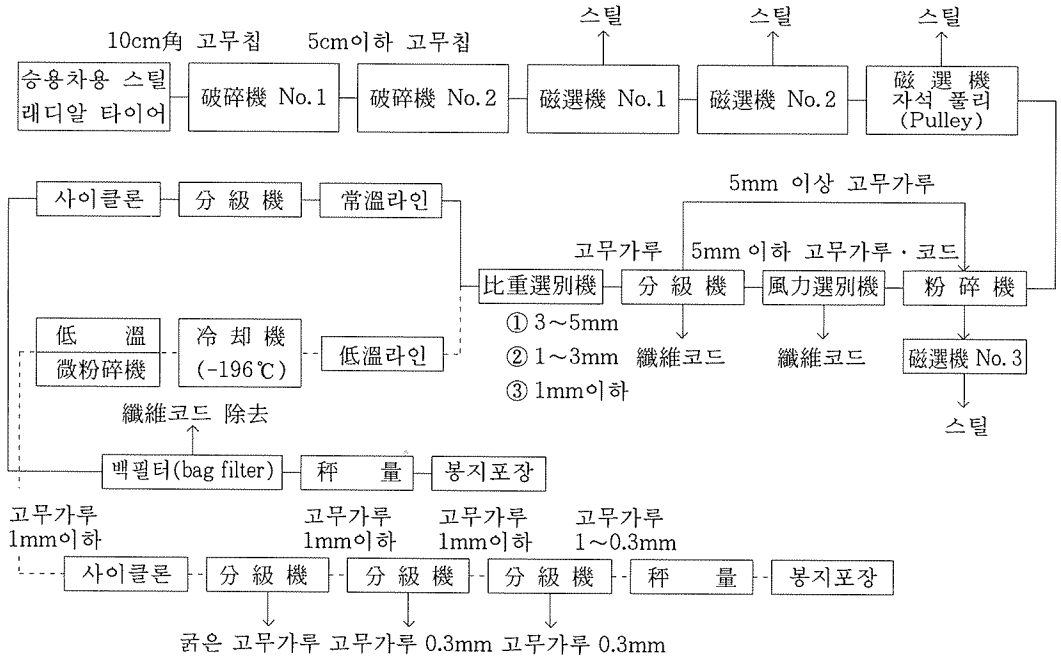 스틸
스틸
스틸
10cm角 고무칩
5cm이하 고무칩
승용차용 스틸
래디알 타이어
破碎機 No.1
破碎機 No.2
磁選機 No.1
磁選機 No.2
磁選機
자석 풀리
(Pulley)
사이클론
分級機
常溫라인
5mm 이상 고무가루
고무가루
5mm 이하 고무가루·코드
比重選別機
分級機
風力選別機
粉碎機
① 3~5mm
② 1~3mm
③ 1mm이하
纖維코드
纖維코드
磁選機 No.3
스틸
低溫
微粉碎機
冷却機
(-196℃)
低溫라인
纖維코드 除去
백필터(bag filter)
秤量
봉지포장
고무가루
1mm이하
고무가루
1mm이하
고무가루
1mm이하
고무가루
1~0.3mm
사이클론
分級機
分級機
分級機
秤量
봉지포장
굵은 고무가루
고무가루 0.3mm
고무가루 0.3mm